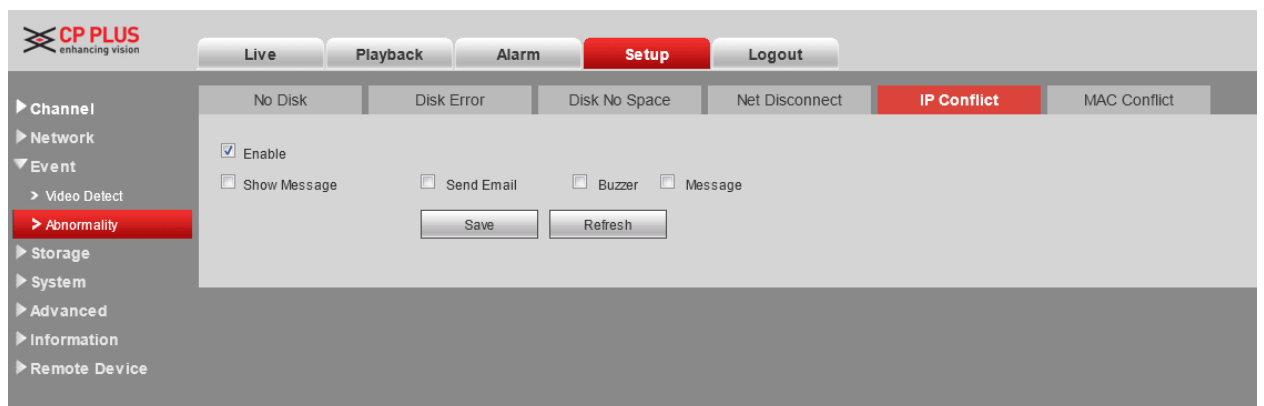 CP PLUS
enhancing vision
Live Playback Alarm Setup Logout
No Disk Disk Error Disk No Space Net Disconnect IP Conflict MAC Conflict
Channel
Network
Event
> Video Detect
> Abnormality
Storage
System
Advanced
Information
Remote Device
Enable
Show Message Send Email Buzzer Message
Save Refresh